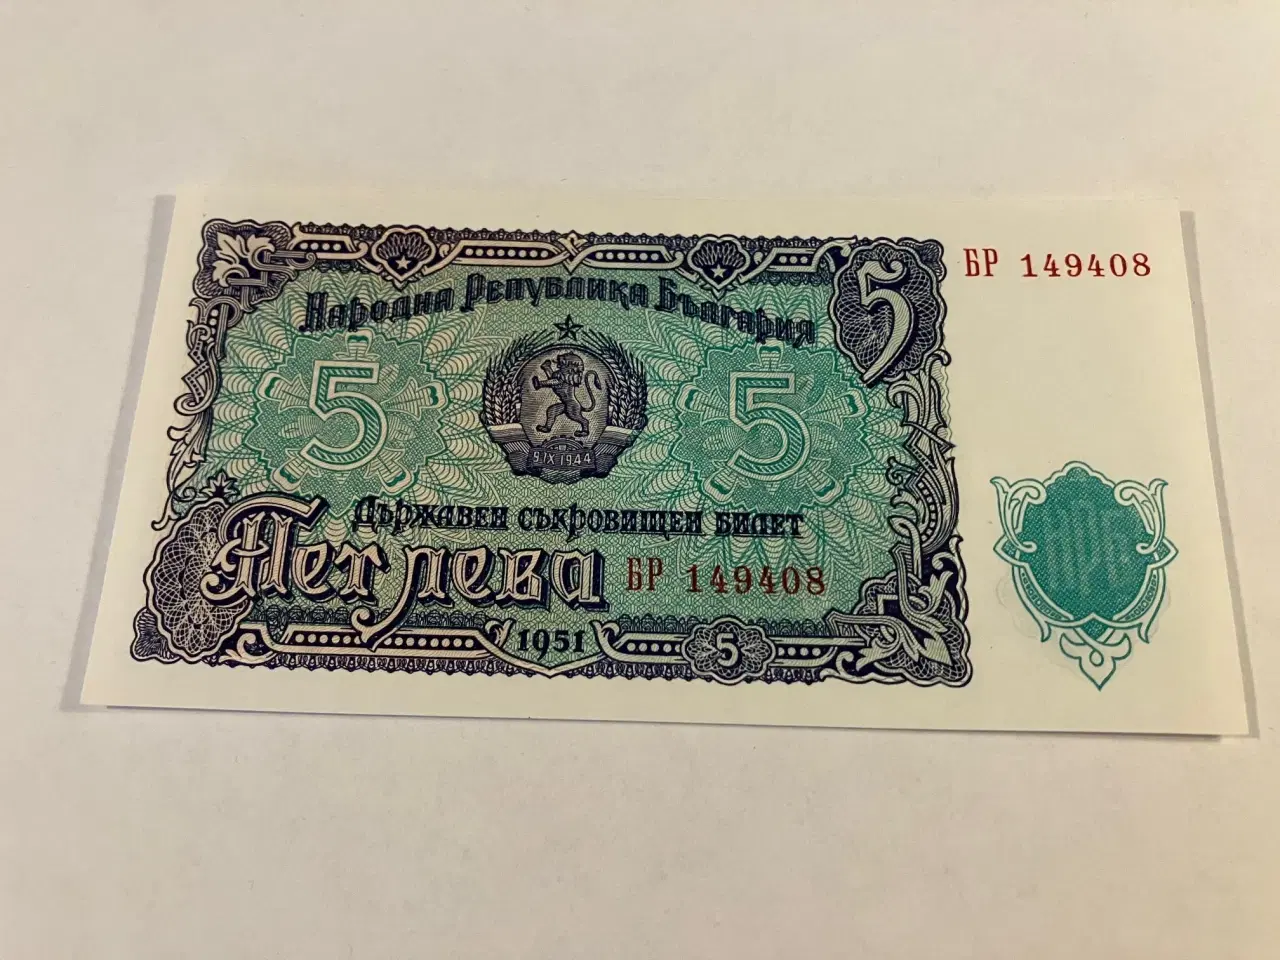 Народна Република България
5
БР 149408
5
5
9.IX.1944
Държавен съкровищен билет
Пет лева
БР 149408
1951
5
НРБ